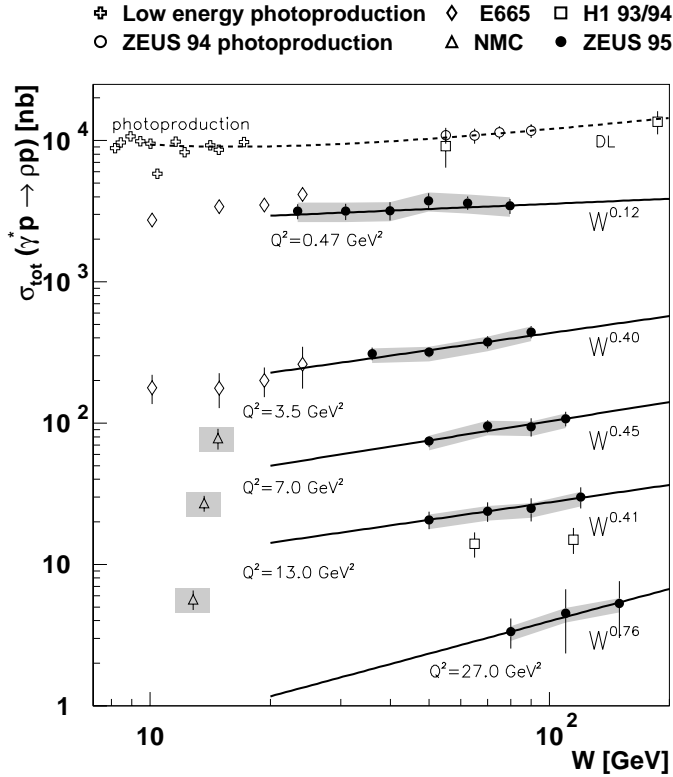 Low energy photoproduction E665 H1 93/94
ZEUS 94 photoproduction NMC ZEUS 95
σtot (γ* p → ρp) [nb]
photoproduction
10⁴
DL
W^0.12
Q²=0.47 GeV²
10³
W^0.40
Q²=3.5 GeV²
10²
W^0.45
Q²=7.0 GeV²
W^0.41
10
Q²=13.0 GeV²
W^0.76
Q²=27.0 GeV²
1
10 10²
W [GeV]